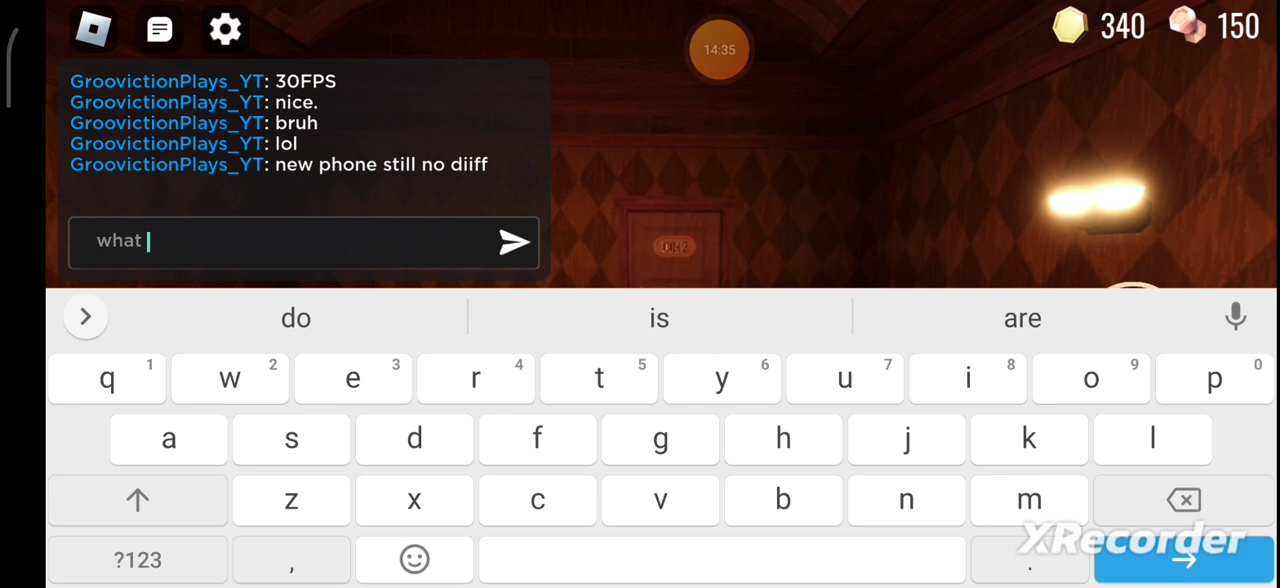 340
150
14:35
GroovictionPlays_YT: 30FPS
GroovictionPlays_YT: nice.
GroovictionPlays_YT: bruh
GroovictionPlays_YT: lol
GroovictionPlays_YT: new phone still no diiff
what
do is are
q 1 w 2 e 3 r 4 t 5 y 6 u 7 i 8 o 9 p 0
a s d f g h j k l
z x c v b n m
?123 , .
XRecorder